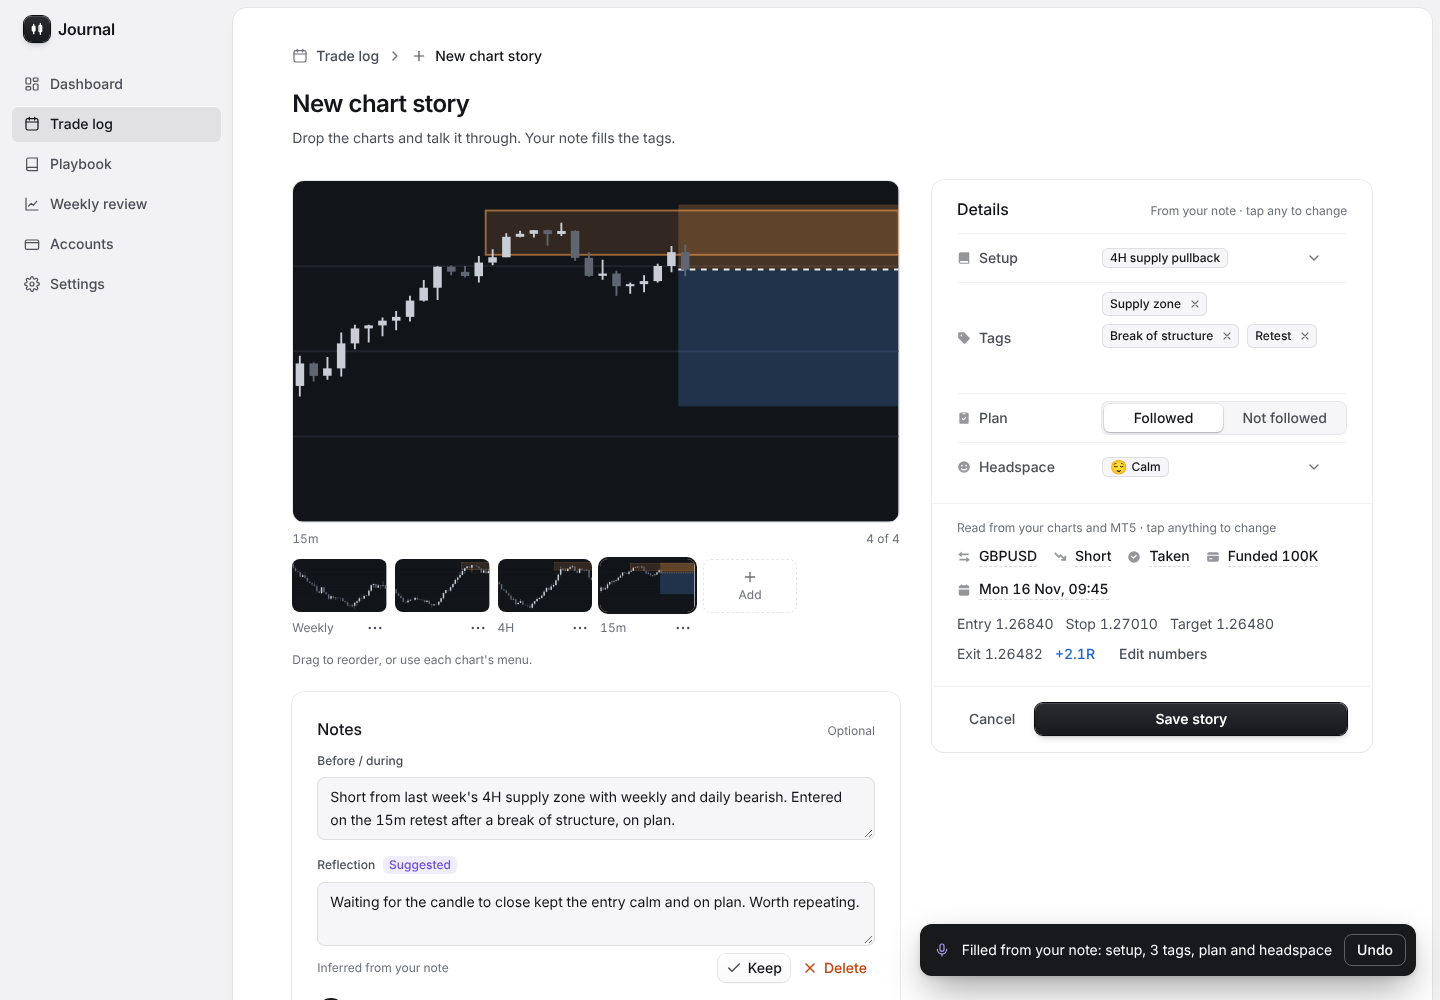 Journal
Dashboard
Trade log
Playbook
Weekly review
Accounts
Settings
Trade log
New chart story
New chart story
Drop the charts and talk it through. Your note fills the tags.
15m
4 of 4
Add
Weekly
4H
15m
Drag to reorder, or use each chart's menu.
Notes
Optional
Before / during
Short from last week's 4H supply zone with weekly and daily bearish. Entered
on the 15m retest after a break of structure, on plan.
Reflection
Suggested
Waiting for the candle to close kept the entry calm and on plan. Worth repeating.
Inferred from your note
Keep
Delete
Details
From your note · tap any to change
Setup
4H supply pullback
Tags
Supply zone
Break of structure
Retest
Plan
Followed
Not followed
Headspace
Calm
Read from your charts and MT5 · tap anything to change
GBPUSD
Short
Taken
Funded 100K
Mon 16 Nov, 09:45
Entry 1.26840
Stop 1.27010
Target 1.26480
Exit 1.26482
+2.1R
Edit numbers
Cancel
Save story
Filled from your note: setup, 3 tags, plan and headspace
Undo